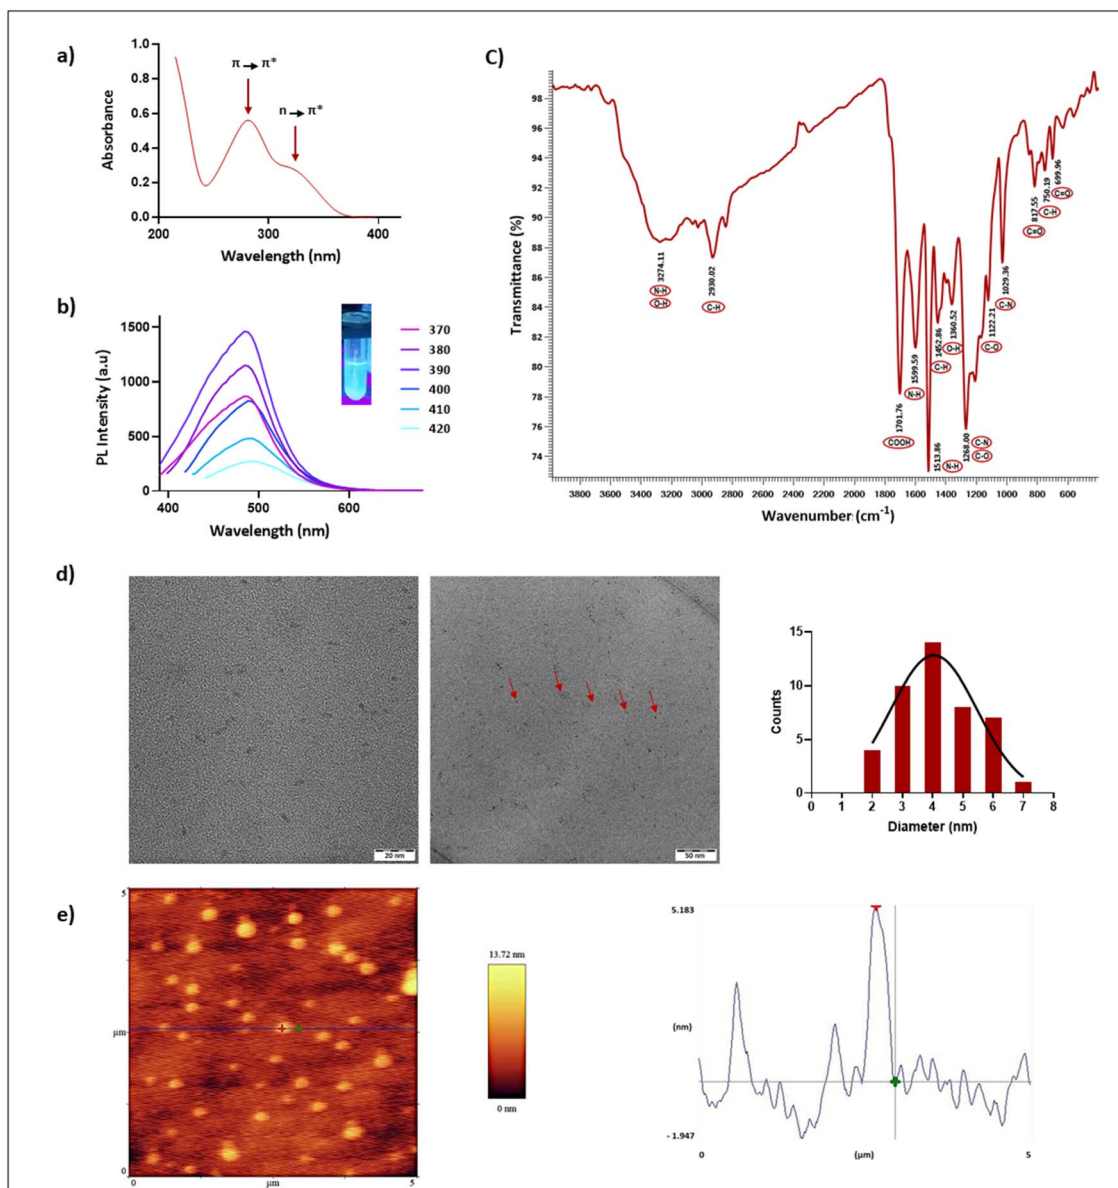 a)
1.0
0.8
0.6
0.4
0.2
0.0
Absorbance
π → π*
n → π*
200 300 400
Wavelength (nm)
b)
1500
1000
500
0
PL Intensity (a.u)
370
380
390
400
410
420
400 500 600
Wavelength (nm)
C)
98
96
94
92
90
88
86
84
82
80
78
76
74
Transmittance (%)
3274.11
N-H
O-H
2930.02
C-H
1701.76
COOH
1599.59
N-H
1513.86
N-H
1452.86
C-H
1360.52
O-H
1268.00
C-N
C-O
1122.21
C-O
1029.36
C-N
817.55
C=O
750.19
C-H
699.96
C=O
3800 3600 3400 3200 3000 2800 2600 2400 2200 2000 1800 1600 1400 1200 1000 800 600
Wavenumber (cm-1)
d)
20 nm
50 nm
15
10
5
0
Counts
0 1 2 3 4 5 6 7 8
Diameter (nm)
e)
5
µm
0
µm
5
13.72 nm
0 nm
5.183
(nm)
- 1.947
0 (µm) 5